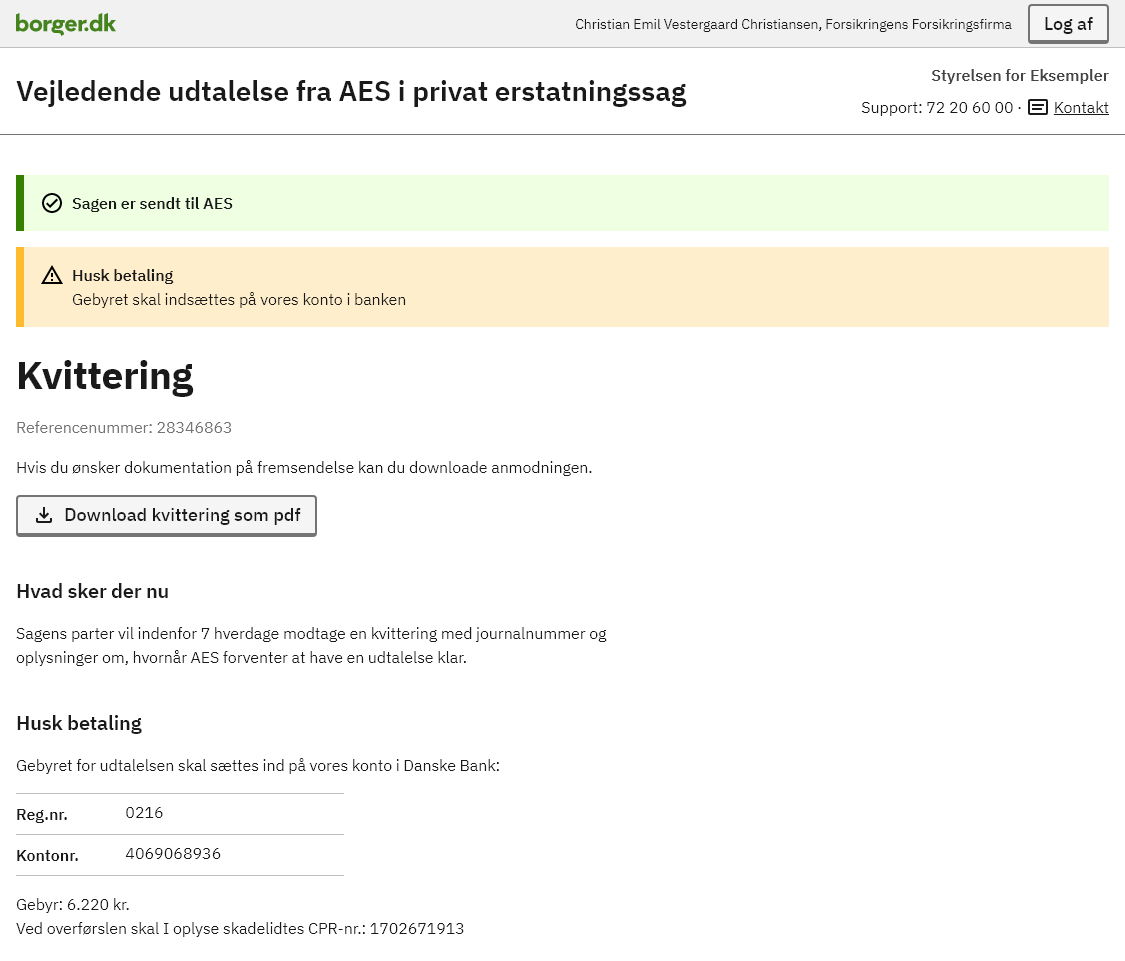 borger.dk
Christian Emil Vestergaard Christiansen, Forsikringens Forsikringsfirma
Log af
Vejledende udtalelse fra AES i privat erstatningssag
Styrelsen for Eksempler
Support: 72 20 60 00 · Kontakt
Sagen er sendt til AES
Husk betaling
Gebyret skal indsættes på vores konto i banken
Kvittering
Referencenummer: 28346863
Hvis du ønsker dokumentation på fremsendelse kan du downloade anmodningen.
Download kvittering som pdf
Hvad sker der nu
Sagens parter vil indenfor 7 hverdage modtage en kvittering med journalnummer og
oplysninger om, hvornår AES forventer at have en udtalelse klar.
Husk betaling
Gebyret for udtalelsen skal sættes ind på vores konto i Danske Bank:
Reg.nr. 0216
Kontonr. 4069068936
Gebyr: 6.220 kr.
Ved overførslen skal I oplyse skadelidtes CPR-nr.: 1702671913